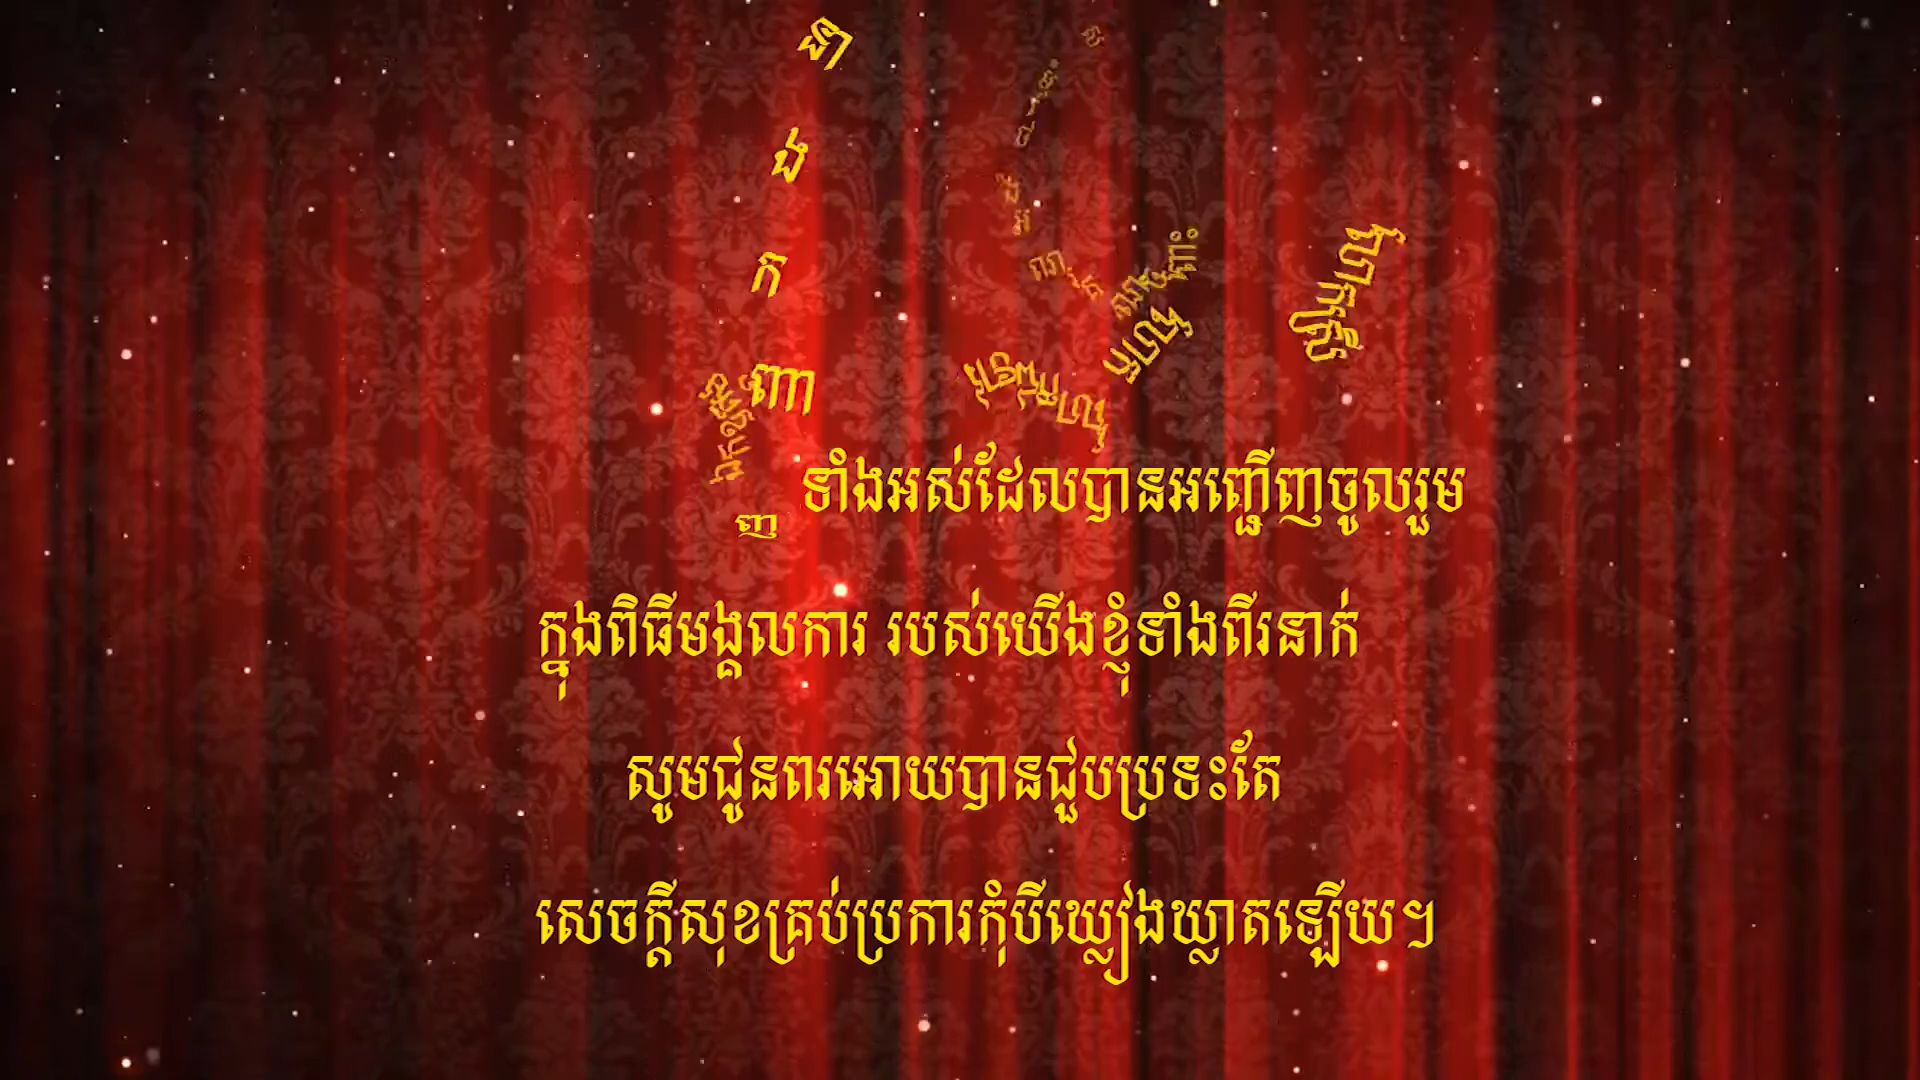 ទាំងអស់ដែលបានអញ្ជើញចូលរួម
ក្នុងពិធីមង្គលការ របស់យើងខ្ញុំទាំងពីរនាក់
សូមជូនពរអោយបានជួបប្រទះតែ
សេចក្ដីសុខគ្រប់ប្រការកុំបីឃ្លៀងឃ្លាតឡើយ។